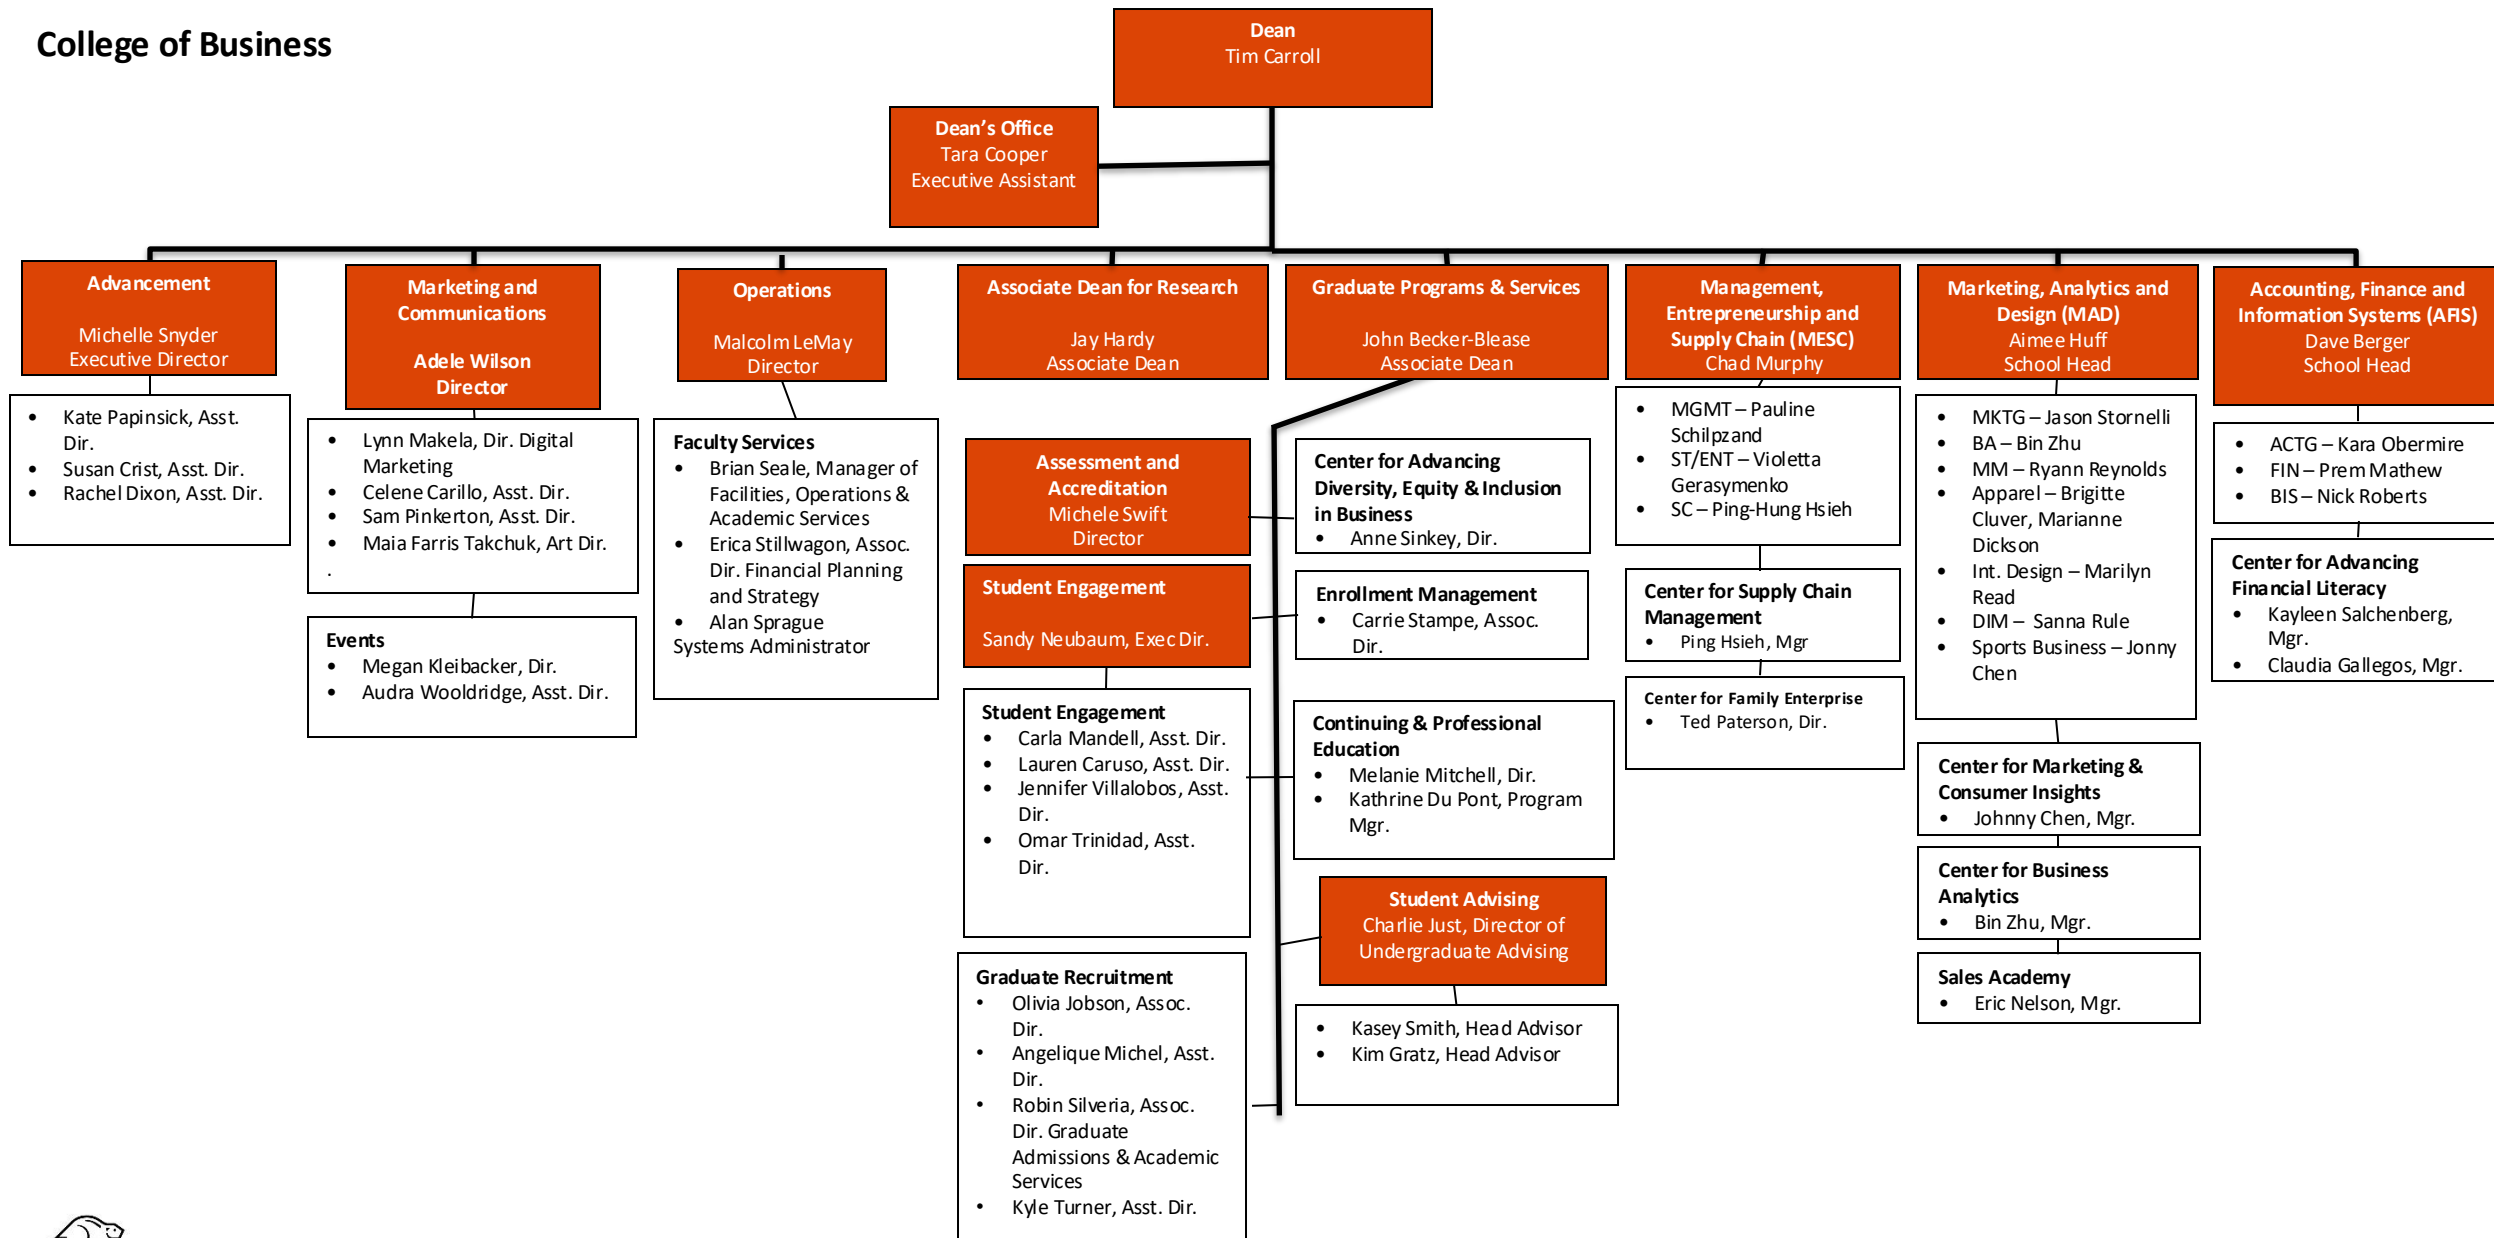 College of Business
Dean
Tim Carroll
Dean’s Office
Tara Cooper
Executive Assistant
Advancement
Michelle Snyder
Executive Director
• Kate Papinsick, Asst.
Dir.
• Susan Crist, Asst. Dir.
• Rachel Dixon, Asst. Dir.
Marketing and
Communications
Adele Wilson
Director
• Lynn Makela, Dir. Digital
Marketing
• Celene Carillo, Asst. Dir.
• Sam Pinkerton, Asst. Dir.
• Maia Farris Takchuk, Art Dir.
.
Events
• Megan Kleibacker, Dir.
• Audra Wooldridge, Asst. Dir.
Operations
Malcolm LeMay
Director
Faculty Services
• Brian Seale, Manager of
Facilities, Operations &
Academic Services
• Erica Stillwagon, Assoc.
Dir. Financial Planning
and Strategy
• Alan Sprague
Systems Administrator
Associate Dean for Research
Jay Hardy
Associate Dean
Graduate Programs & Services
John Becker-Blease
Associate Dean
Assessment and
Accreditation
Michele Swift
Director
Student Engagement
Sandy Neubaum, Exec Dir.
Student Engagement
• Carla Mandell, Asst. Dir.
• Lauren Caruso, Asst. Dir.
• Jennifer Villalobos, Asst.
Dir.
• Omar Trinidad, Asst.
Dir.
Graduate Recruitment
• Olivia Jobson, Assoc.
Dir.
• Angelique Michel, Asst.
Dir.
• Robin Silveria, Assoc.
Dir. Graduate
Admissions & Academic
Services
• Kyle Turner, Asst. Dir.
Center for Advancing
Diversity, Equity & Inclusion
in Business
• Anne Sinkey, Dir.
Enrollment Management
• Carrie Stampe, Assoc.
Dir.
Continuing & Professional
Education
• Melanie Mitchell, Dir.
• Kathrine Du Pont, Program
Mgr.
Student Advising
Charlie Just, Director of
Undergraduate Advising
• Kasey Smith, Head Advisor
• Kim Gratz, Head Advisor
Management,
Entrepreneurship and
Supply Chain (MESC)
Chad Murphy
• MGMT – Pauline
Schilpzand
• ST/ENT – Violetta
Gerasymenko
• SC – Ping-Hung Hsieh
Center for Supply Chain
Management
• Ping Hsieh, Mgr
Center for Family Enterprise
• Ted Paterson, Dir.
Marketing, Analytics and
Design (MAD)
Aimee Huff
School Head
• MKTG – Jason Stornelli
• BA – Bin Zhu
• MM – Ryann Reynolds
• Apparel – Brigitte
Cluver, Marianne
Dickson
• Int. Design – Marilyn
Read
• DIM – Sanna Rule
• Sports Business – Jonny
Chen
Center for Marketing &
Consumer Insights
• Johnny Chen, Mgr.
Center for Business
Analytics
• Bin Zhu, Mgr.
Sales Academy
• Eric Nelson, Mgr.
Accounting, Finance and
Information Systems (AFIS)
Dave Berger
School Head
• ACTG – Kara Obermire
• FIN – Prem Mathew
• BIS – Nick Roberts
Center for Advancing
Financial Literacy
• Kayleen Salchenberg,
Mgr.
• Claudia Gallegos, Mgr.